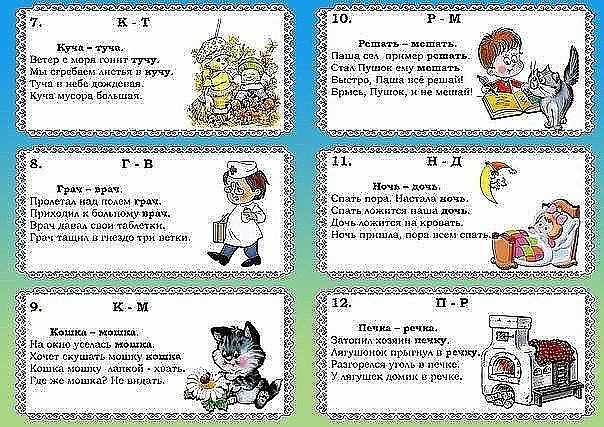 7. К - Т
Куча – туча.
Ветер с моря гонит тучу.
Мы сгребаем листья в кучу.
Туча в небе дождевая.
Куча мусора большая.
8. Г - В
Грач – врач.
Пролетал над полем грач.
Приходил к больному врач.
Врач давал свои таблетки.
Грач тащил в гнездо три ветки.
9. К - М
Кошка – мошка.
На окно уселась мошка.
Хочет скушать мошку кошка
Кошка мошку лапкой - хвать.
Где же мошка? Не видать.
10. Р - М
Решать – мешать.
Паша сел пример решать.
Стал Пушок ему мешать.
Быстро, Паша всё решай!
Брысь, Пушок, и не мешай!
11. Н - Д
Ночь – дочь.
Спать пора. Настала ночь.
Спать ложится наша дочь.
Дочь ложится на кровать.
Ночь пришла, пора всем спать.
12. П - Р
Печка – речка.
Затопил хозяин печку.
Лягушонок прыгнул в речку.
Разгорелся уголь в печке.
У лягушек домик в речке.